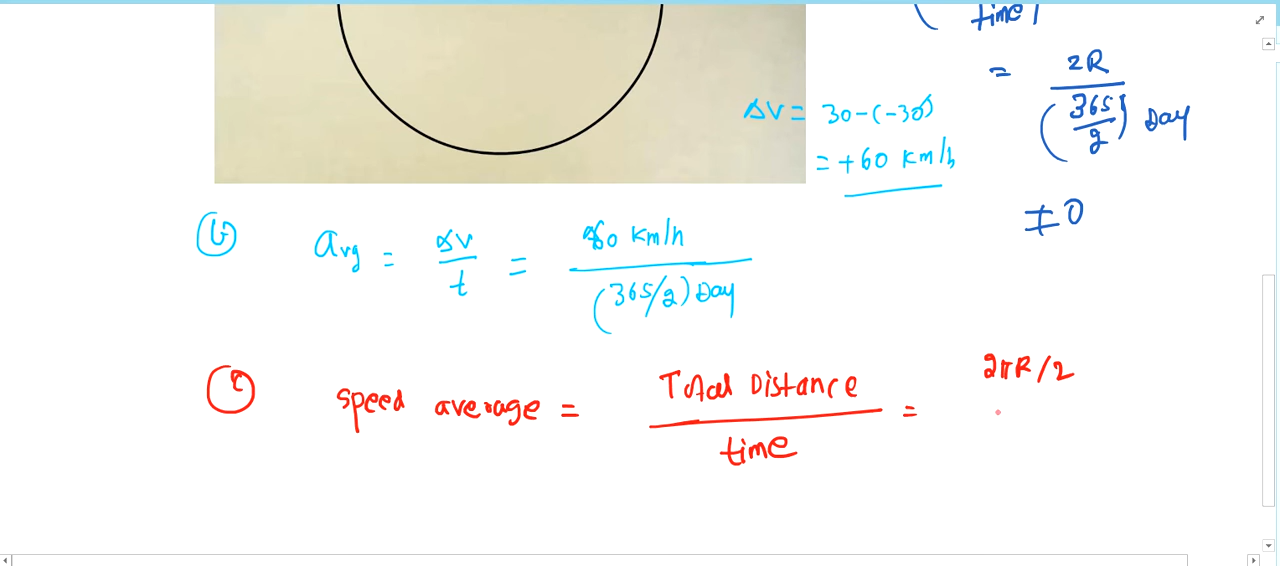 time)
= 2R
(365/2) Day
≠ 0
ΔV = 30-(-30)
= +60 km/h
(b) avg = ΔV/t = 60 km/h
(365/2) Day
(c) speed average = Total Distance / time = 2πR/2